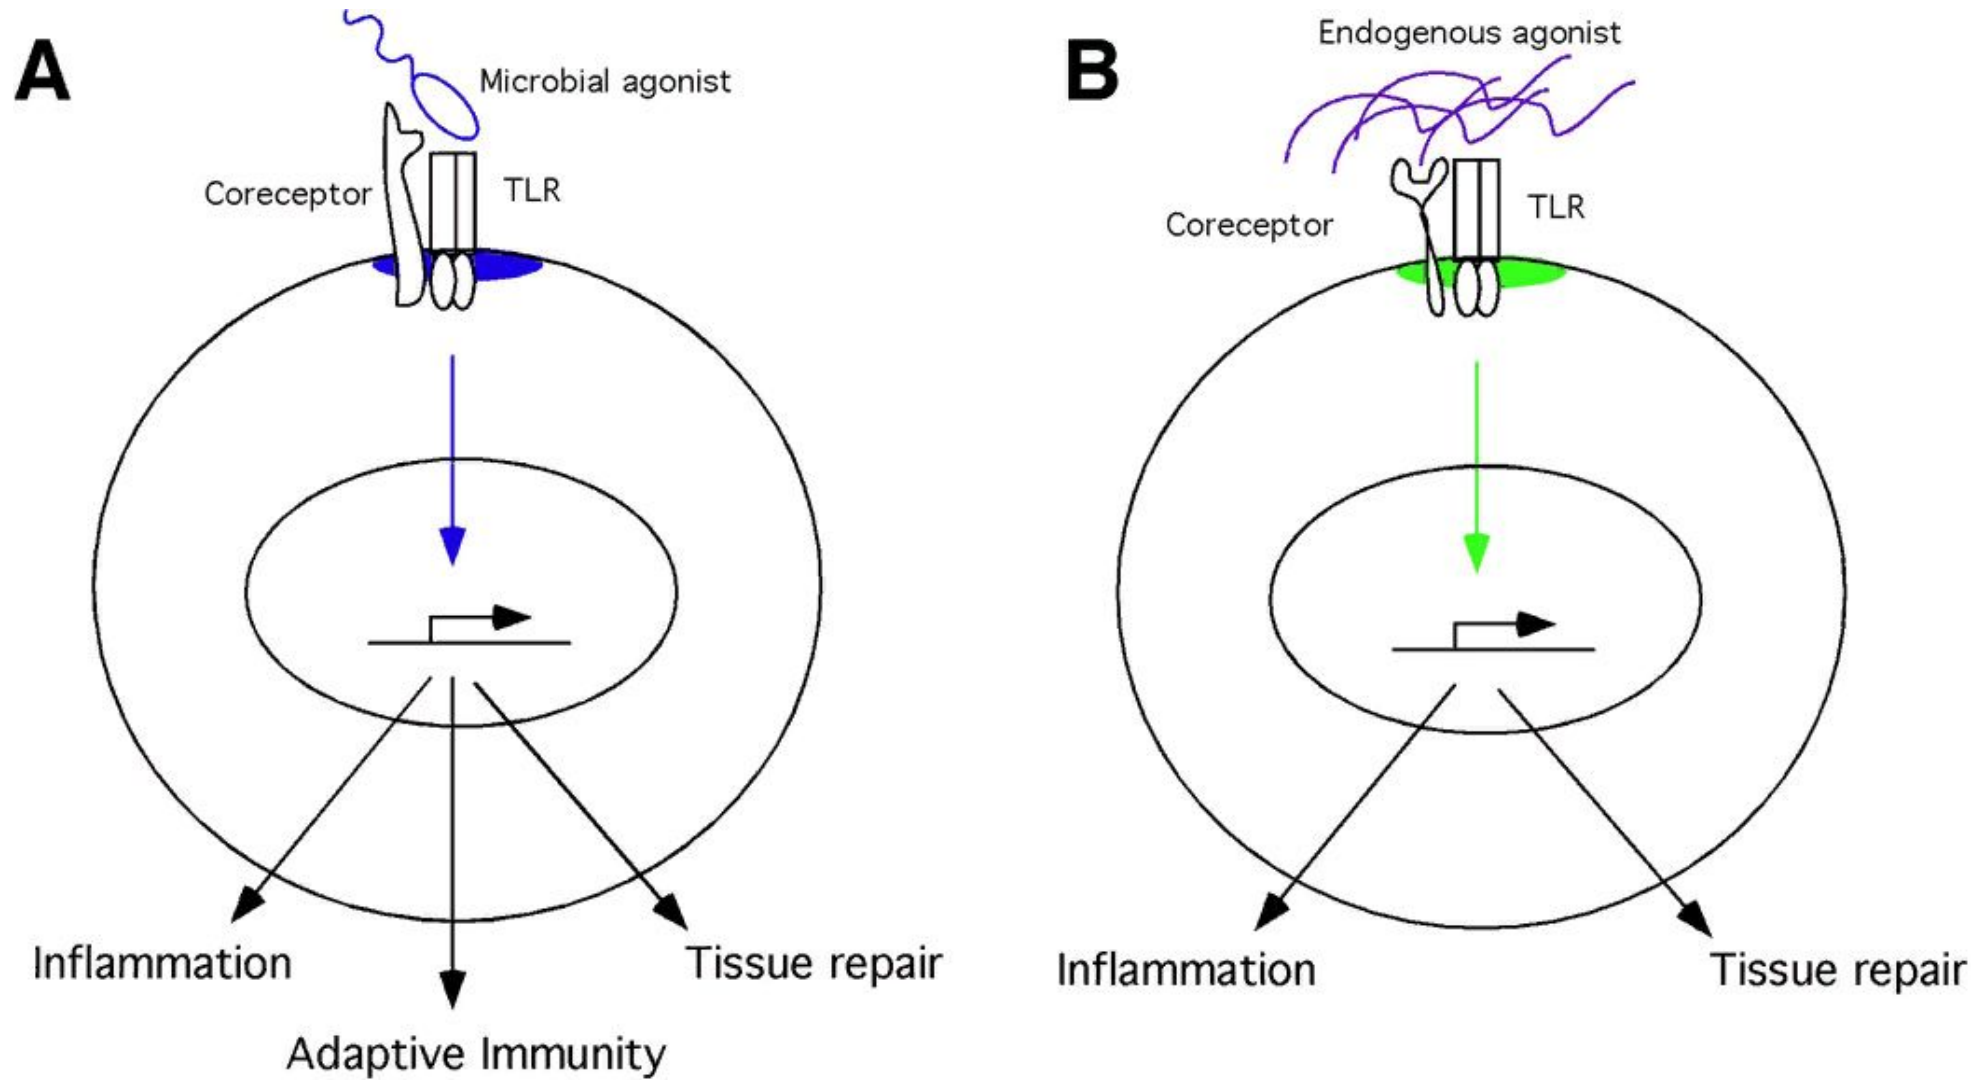 A
Microbial agonist
Coreceptor
TLR
Inflammation
Tissue repair
Adaptive Immunity
B
Endogenous agonist
Coreceptor
TLR
Inflammation
Tissue repair